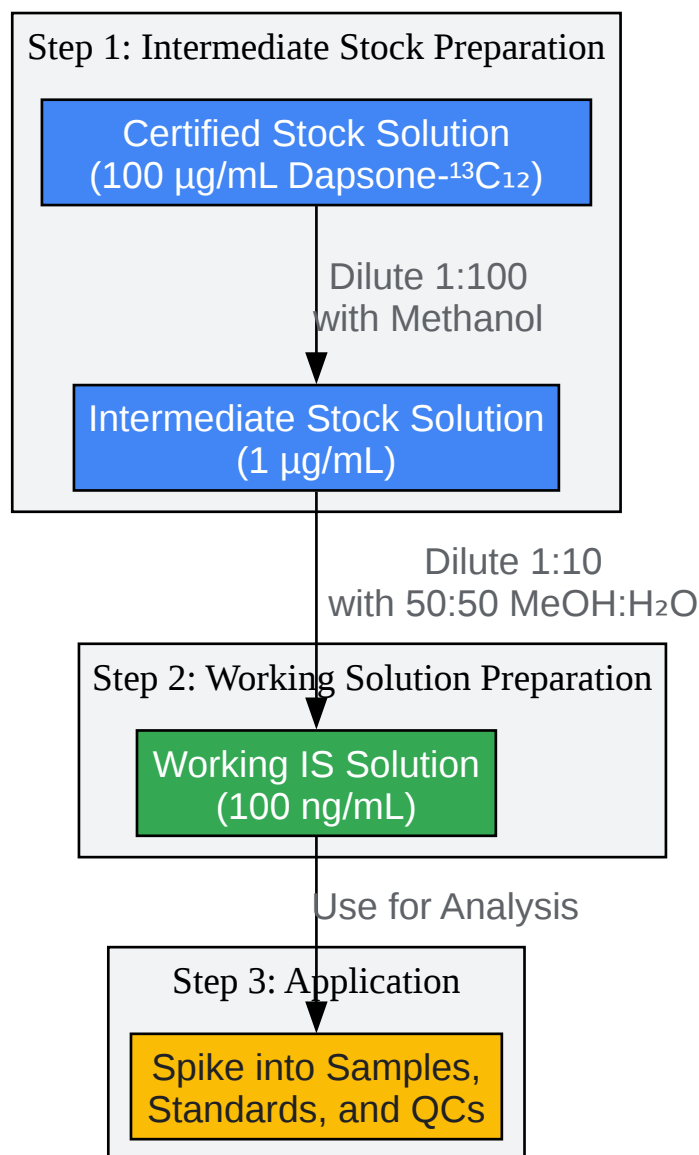 Step 1: Intermediate Stock Preparation
Certified Stock Solution
(100 µg/mL Dapsone-¹³C₁₂)
Dilute 1:100
with Methanol
Intermediate Stock Solution
(1 µg/mL)
Dilute 1:10
with 50:50 MeOH:H₂O
Step 2: Working Solution Preparation
Working IS Solution
(100 ng/mL)
Use for Analysis
Step 3: Application
Spike into Samples,
Standards, and QCs